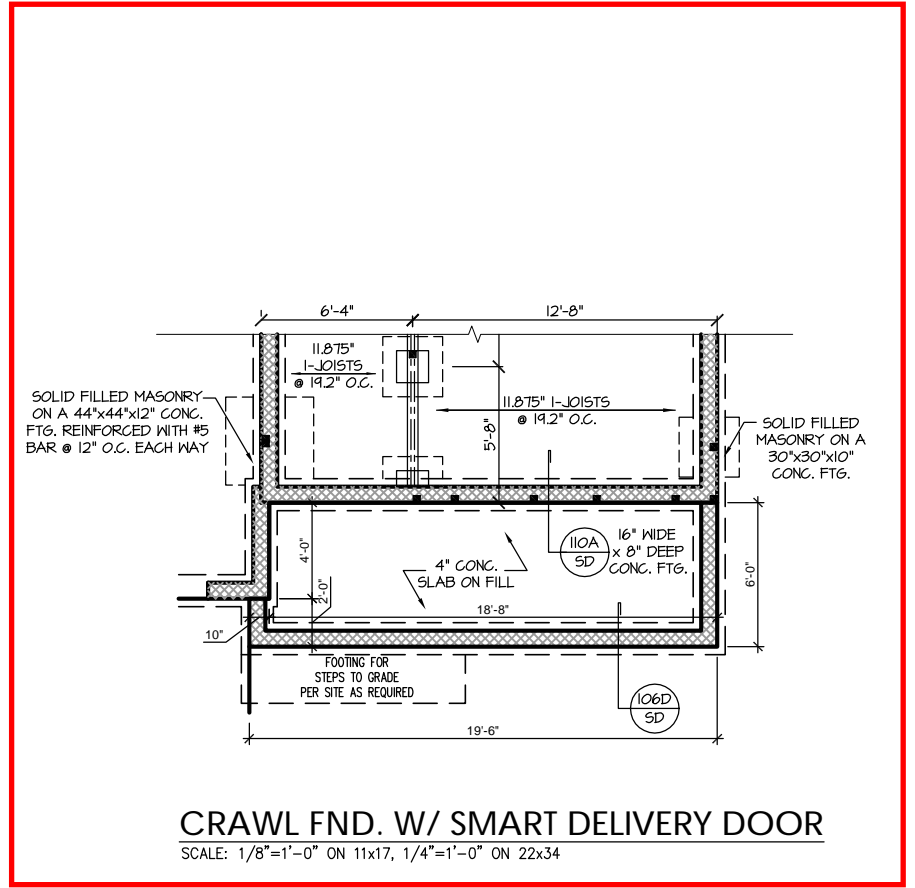 6'-4"
12'-8"
11.875"
I-JOISTS
@ 19.2" O.C.
11.875" I-JOISTS
@ 19.2" O.C.
5'-8"
SOLID FILLED MASONRY
ON A 44"x44"x12" CONC.
FTG. REINFORCED WITH #5
BAR @ 12" O.C. EACH WAY
SOLID FILLED
MASONRY ON A
30"x30"x10"
CONC. FTG.
110A
SD
16" WIDE
x 8" DEEP
CONC. FTG.
4'-0"
4" CONC.
SLAB ON FILL
2'-0"
18'-8"
6'-0"
10"
FOOTING FOR
STEPS TO GRADE
PER SITE AS REQUIRED
106D
SD
19'-6"
CRAWL FND. W/ SMART DELIVERY DOOR
SCALE: 1/8"=1'-0" ON 11x17, 1/4"=1'-0" ON 22x34